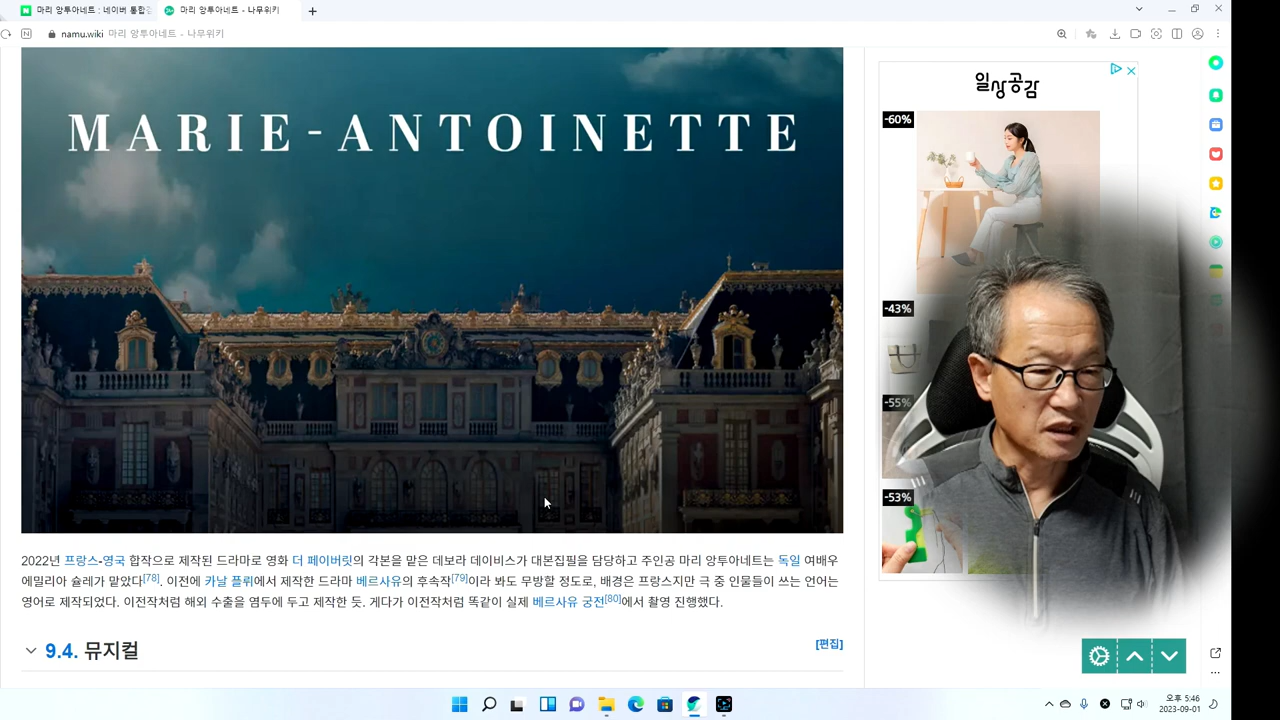 마리 앙투아네트 : 네이버 통합검
마리 앙투아네트 - 나무위키
namu.wiki 마리 앙투아네트 - 나무위키
MARIE-ANTOINETTE
일상공감
-60%
-43%
-55%
-53%
2022년 프랑스-영국 합작으로 제작된 드라마로 영화 더 페이버릿의 각본을 맡은 데보라 데이비스가 대본집필을 담당하고 주인공 마리 앙투아네트는 독일 여배우
에밀리아 슐레가 맡았다[78]. 이전에 카날 플뤼에서 제작한 드라마 베르사유의 후속작[79]이라 봐도 무방할 정도로, 배경은 프랑스지만 극 중 인물들이 쓰는 언어는
영어로 제작되었다. 이전작처럼 해외 수출을 염두에 두고 제작한 듯. 게다가 이전작처럼 똑같이 실제 베르사유 궁전[80]에서 촬영 진행했다.
9.4. 뮤지컬
[편집]
오후 5:46
2023-09-01